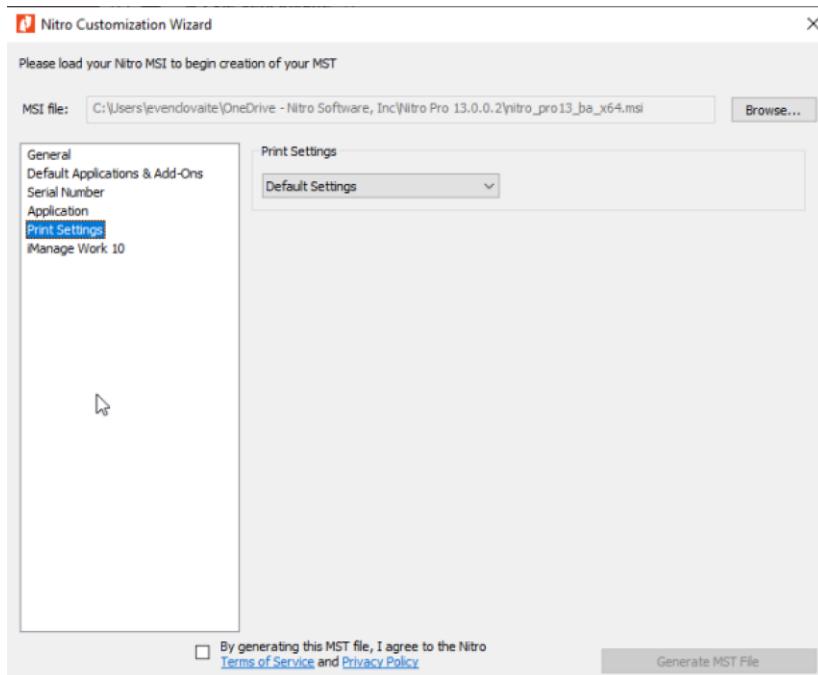 Nitro Customization Wizard
Please load your Nitro MSI to begin creation of your MST
MSI file: C:\Users\evendovaite\OneDrive - Nitro Software, Inc\Nitro Pro 13.0.0.2\nitro_pro13_ba_x64.msi Browse...
General
Default Applications & Add-Ons
Serial Number
Application
Print Settings
iManage Work 10
Print Settings
Default Settings
By generating this MST file, I agree to the Nitro
Terms of Service and Privacy Policy
Generate MST File